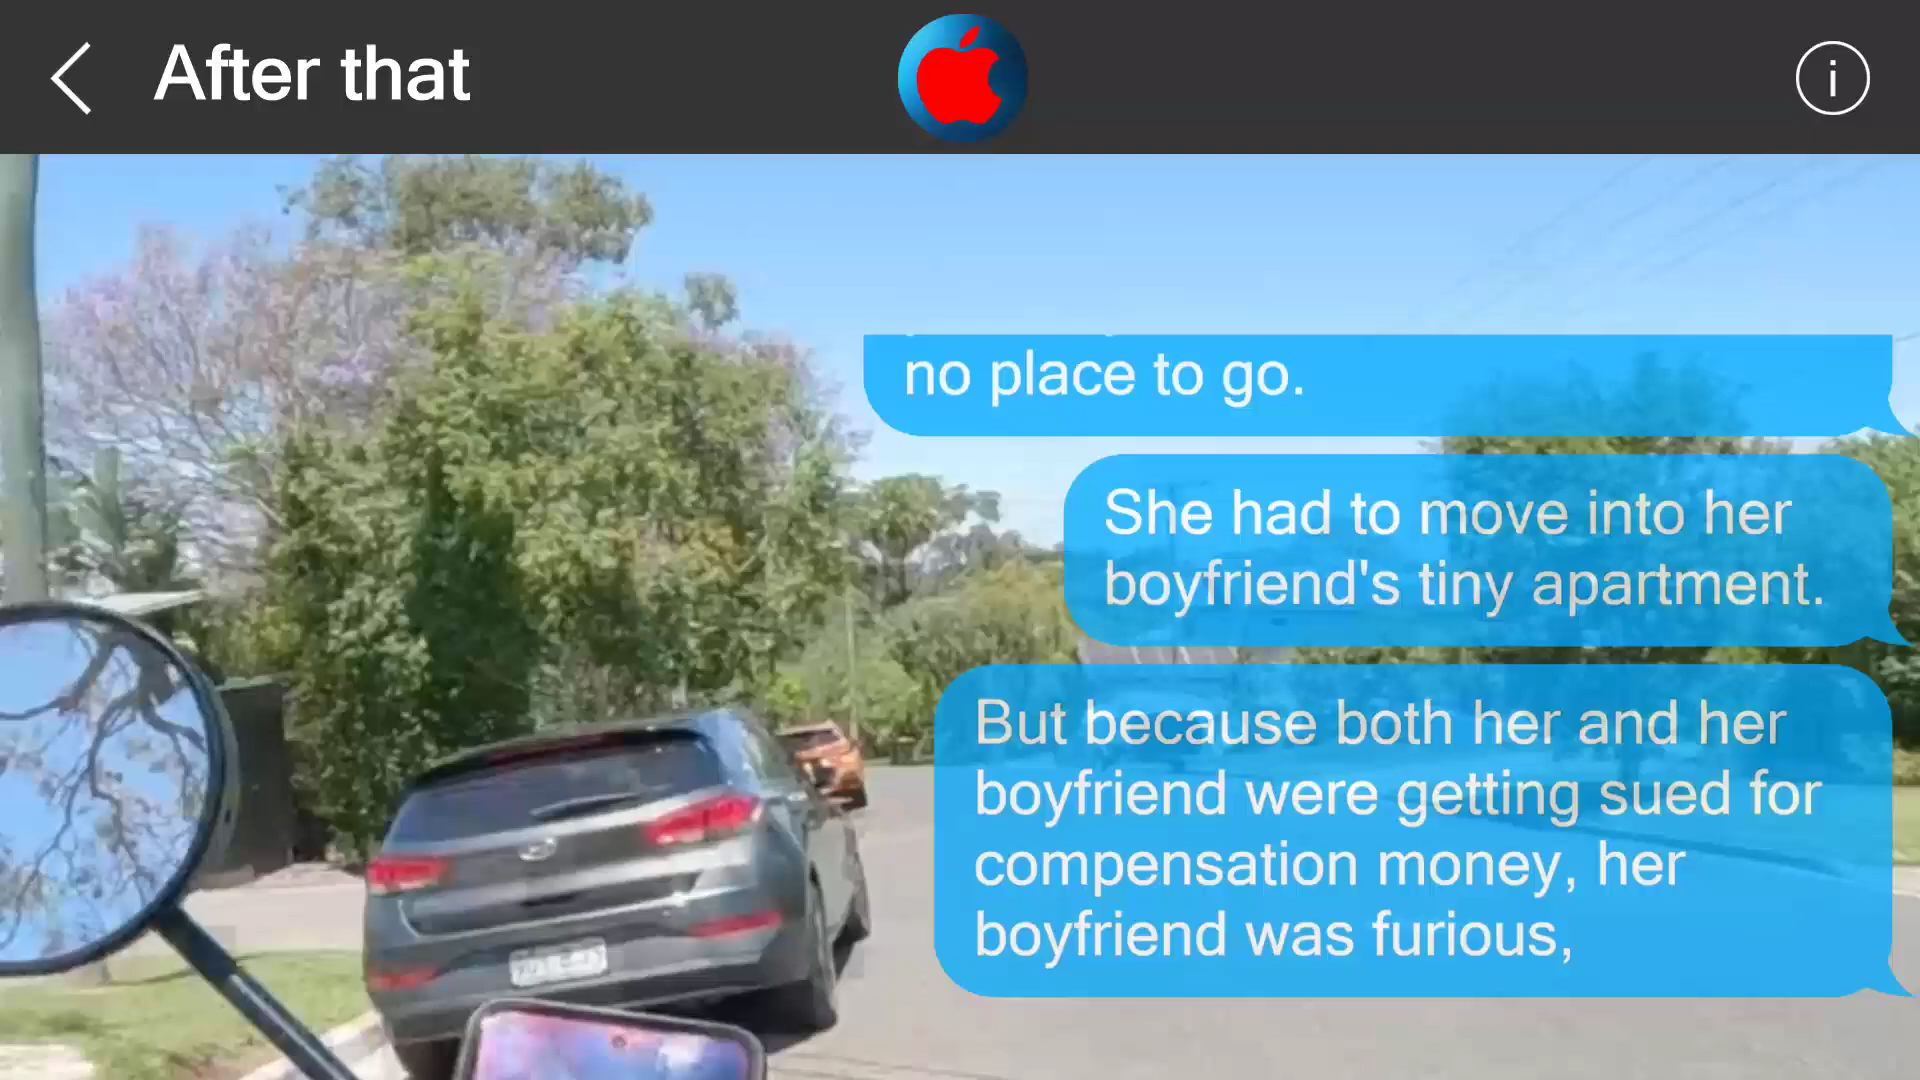 After that
no place to go.
She had to move into her
boyfriend's tiny apartment.
But because both her and her
boyfriend were getting sued for
compensation money, her
boyfriend was furious,